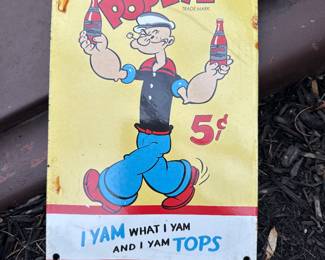 POPEYE
TRADE MARK
5¢
I YAM WHAT I YAM
AND I YAM TOPS